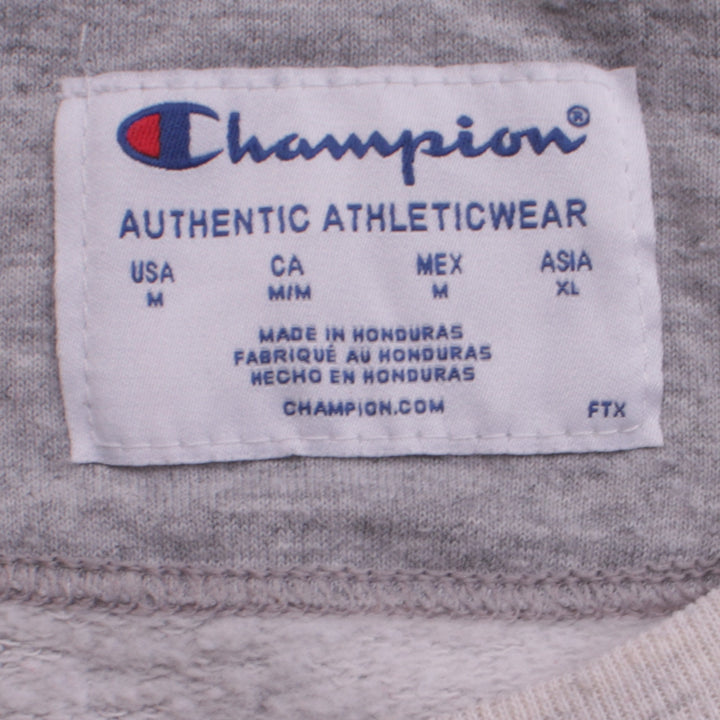 Champion®
AUTHENTIC ATHLETICWEAR
USA CA MEX ASIA
M M/M M XL
MADE IN HONDURAS
FABRIQUÉ AU HONDURAS
HECHO EN HONDURAS
CHAMPION.COM FTX